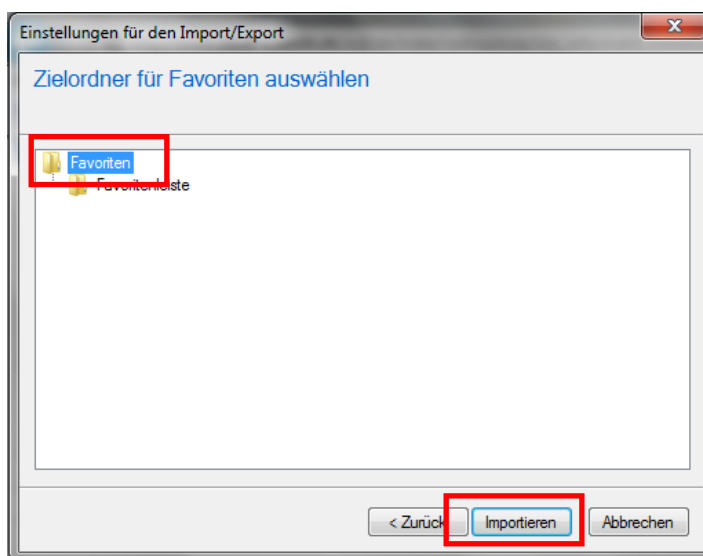 Einstellungen für den Import/Export
Zielordner für Favoriten auswählen
Favoriten
Favoritenleiste
< Zurück
Importieren
Abbrechen